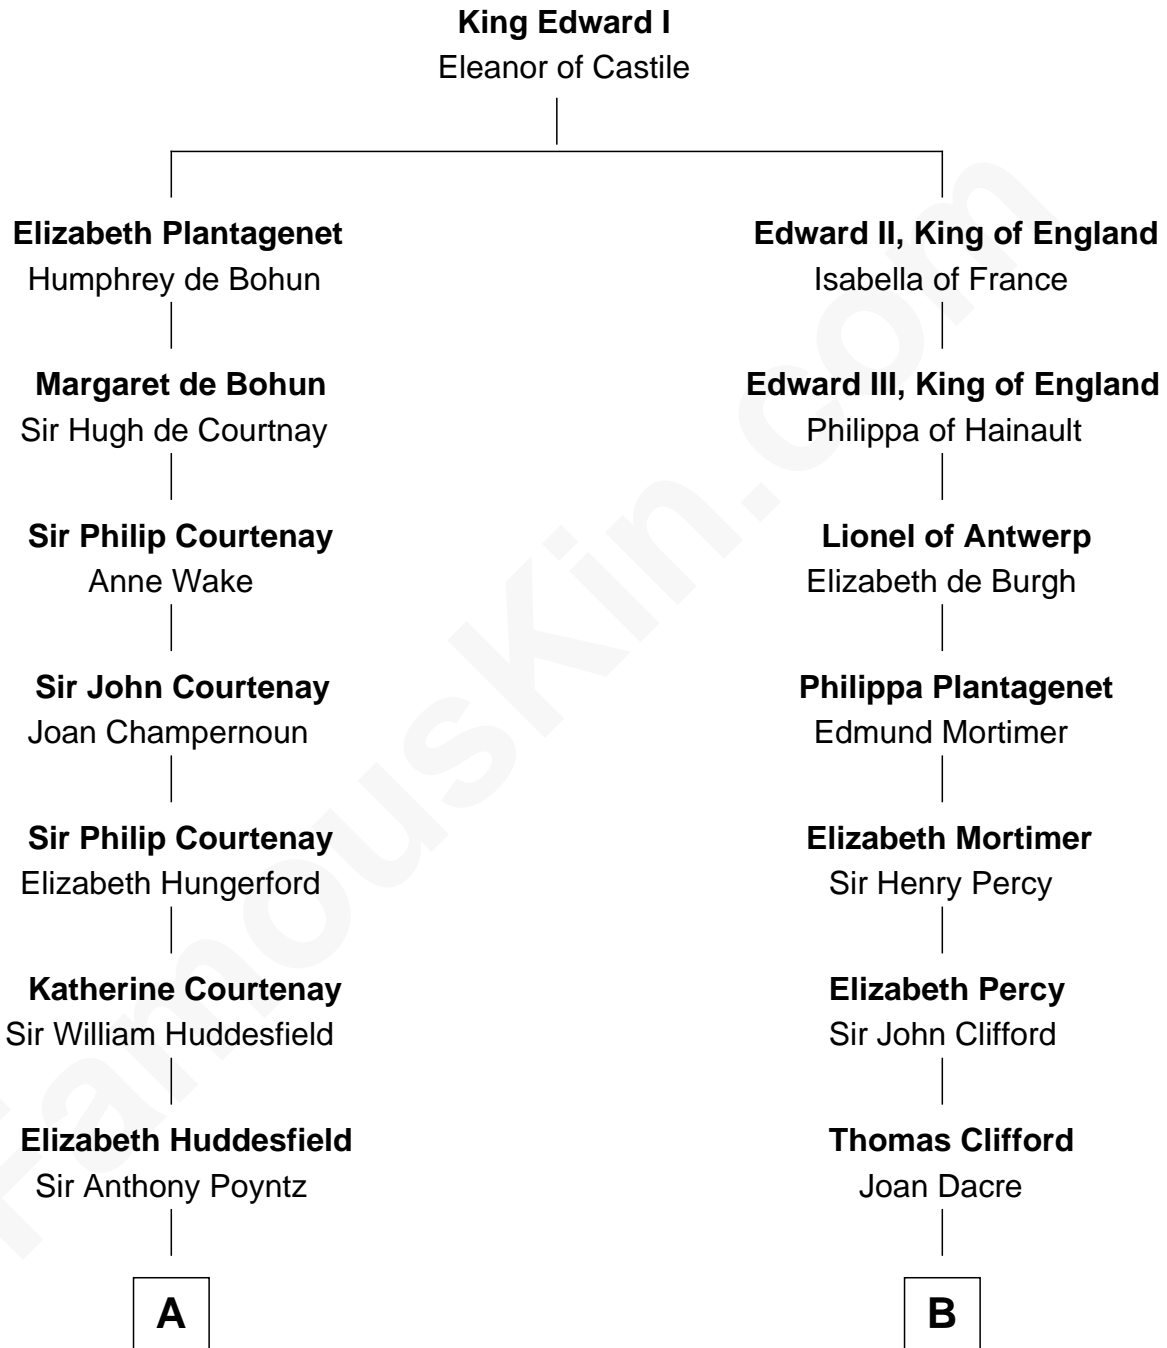 King Edward I
Eleanor of Castile
Elizabeth Plantagenet
Humphrey de Bohun
Margaret de Bohun
Sir Hugh de Courtnay
Sir Philip Courtenay
Anne Wake
Sir John Courtenay
Joan Champernoun
Sir Philip Courtenay
Elizabeth Hungerford
Katherine Courtenay
Sir William Huddesfield
Elizabeth Huddesfield
Sir Anthony Poyntz
A
Edward II, King of England
Isabella of France
Edward III, King of England
Philippa of Hainault
Lionel of Antwerp
Elizabeth de Burgh
Philippa Plantagenet
Edmund Mortimer
Elizabeth Mortimer
Sir Henry Percy
Elizabeth Percy
Sir John Clifford
Thomas Clifford
Joan Dacre
B
FamousKin.com